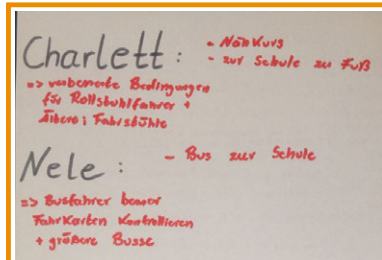 Charlett: - Nähkurs
- zur Schule zu Fuß
=> verbesserte Bedingungen
für Rollstuhlfahrer +
Ältere; Fahrstühle
Nele: - Bus zur Schule
=> Busfahrer besser
Fahrkarten Kontrollieren
+ größere Busse